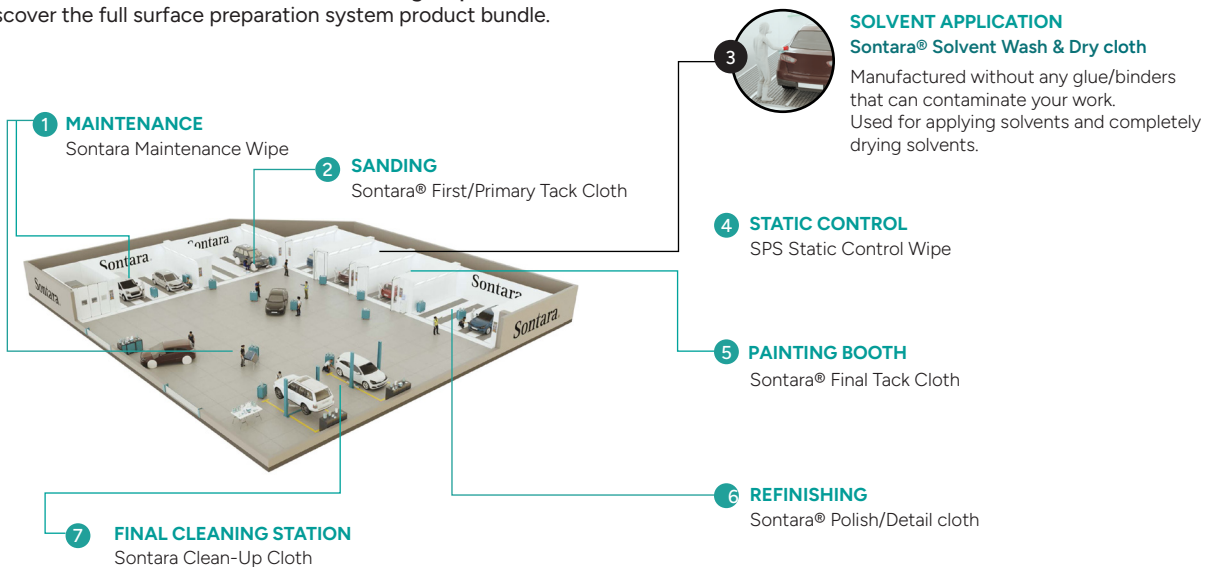 scover the full surface preparation system product bundle.
3
SOLVENT APPLICATION
Sontara® Solvent Wash & Dry cloth
Manufactured without any glue/binders
that can contaminate your work.
Used for applying solvents and completely
drying solvents.
1 MAINTENANCE
Sontara Maintenance Wipe
2 SANDING
Sontara® First/Primary Tack Cloth
4 STATIC CONTROL
SPS Static Control Wipe
Sontara
Sontara
Sontara
Sontara
Sontara
5 PAINTING BOOTH
Sontara® Final Tack Cloth
6 REFINISHING
Sontara® Polish/Detail cloth
7 FINAL CLEANING STATION
Sontara Clean-Up Cloth